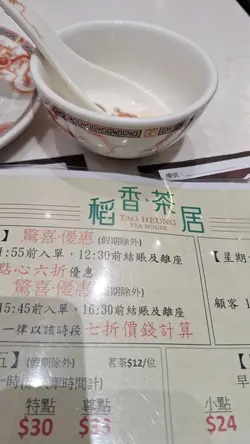 稻香·茶居
TAO HEUNG
TEA HOUSE
】驚喜·優惠 (假期除外)
:55前入單，12:30前結賬及離座
點心六折優惠
驚喜·優惠 (假期除外)
15:45前入單，16:30前結賬及離座
一律以該時段七折價錢計算
【星期
顧客
五】(假期除外) 茗茶$12/位
時間計)
特點
$30
小點
$24
早